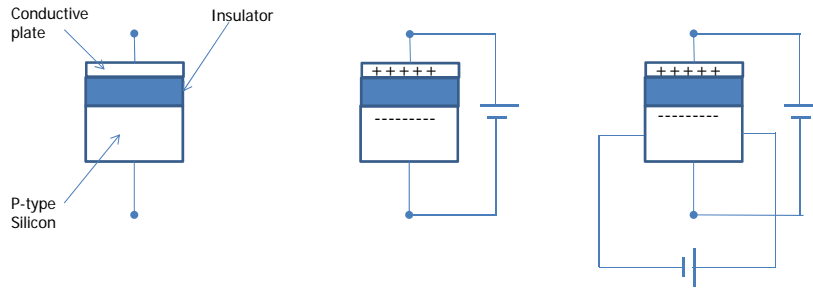 Conductive
plate
Insulator
+ + + + +
---------
+ + + + +
---------
P-type
Silicon